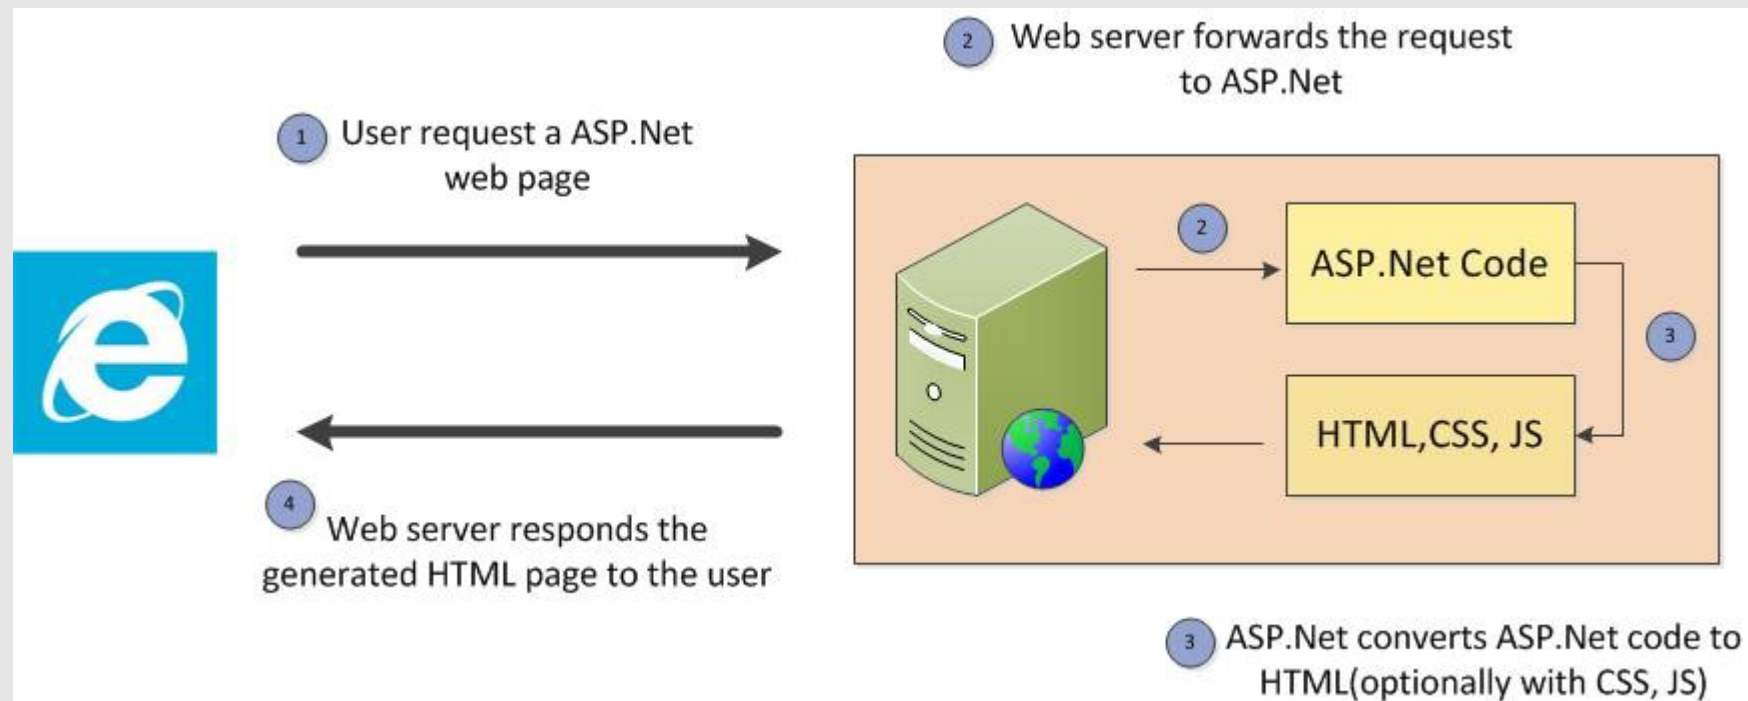 2 Web server forwards the request
to ASP.Net
1 User request a ASP.Net
web page
2
ASP.Net Code
3
HTML,CSS, JS
4
Web server responds the
generated HTML page to the user
3 ASP.Net converts ASP.Net code to
HTML(optionally with CSS, JS)